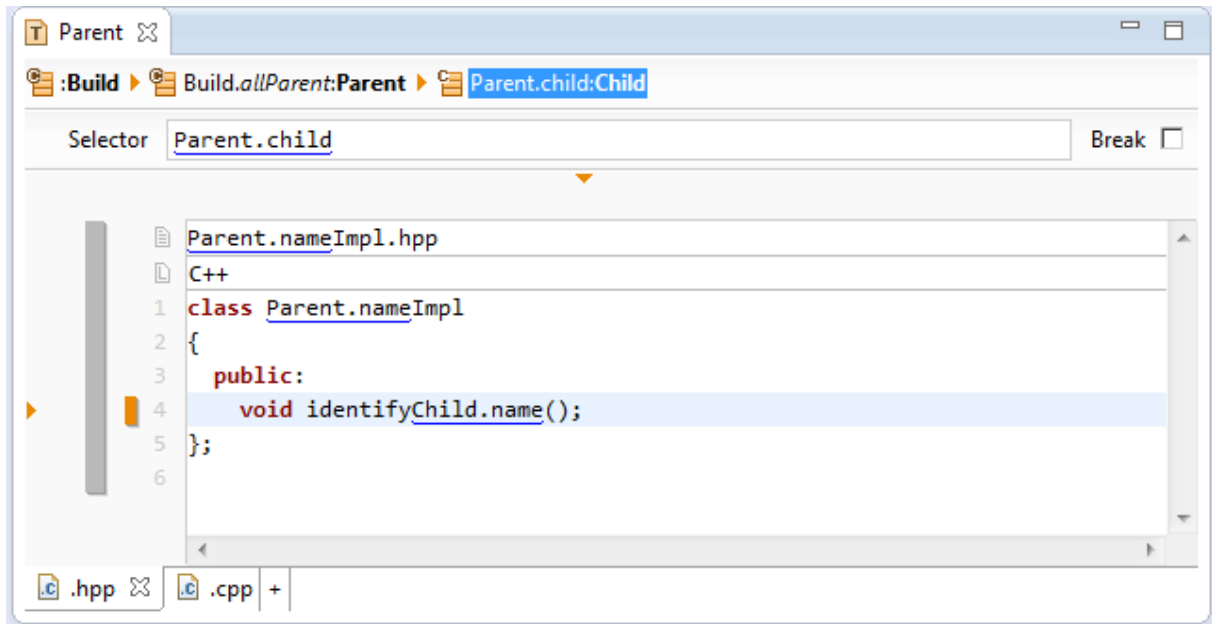 Parent
:Build Build.allParent:Parent Parent.child:Child
Selector Parent.child Break
Parent.nameImpl.hpp
C++
1 class Parent.nameImpl
2 {
3 public:
4 void identifyChild.name();
5 };
6
.hpp .cpp +